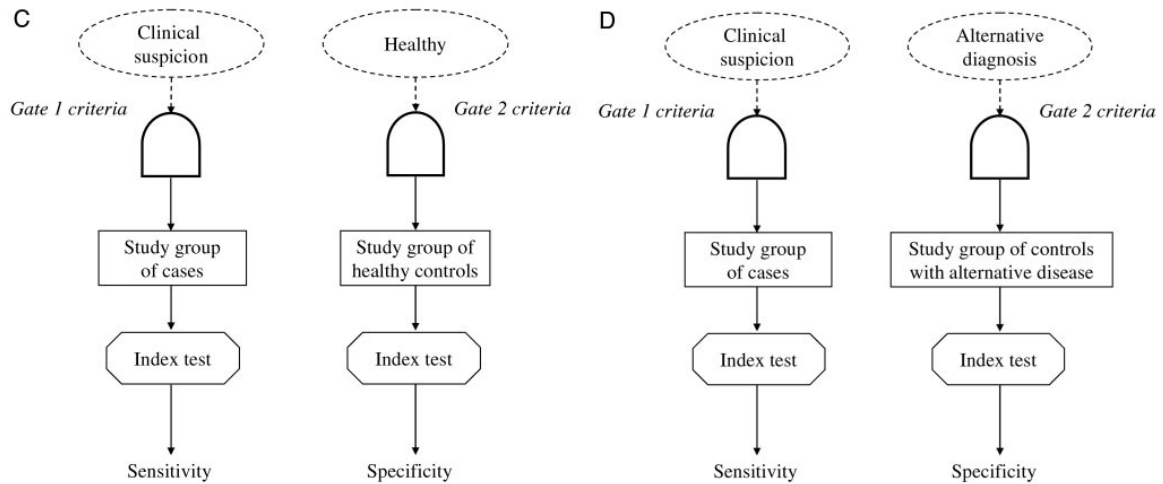 C
Clinical
suspicion
Healthy
Gate 1 criteria
Gate 2 criteria
Study group
of cases
Study group of
healthy controls
Index test
Index test
Sensitivity
Specificity
D
Clinical
suspicion
Alternative
diagnosis
Gate 1 criteria
Gate 2 criteria
Study group
of cases
Study group of controls
with alternative disease
Index test
Index test
Sensitivity
Specificity